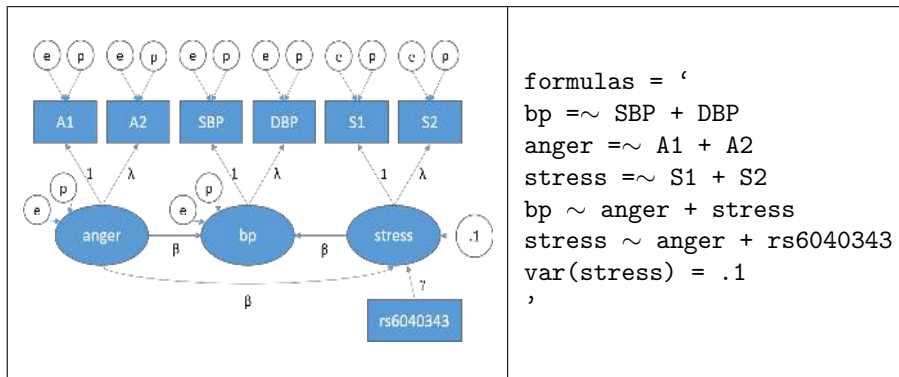 e p e p e p e p e p e p
A1 A2 SBP DBP S1 S2
1 λ 1 λ 1 λ
p p
e e
anger bp stress .1
β β
β γ
rs6040343
formulas = ‘
bp =∼ SBP + DBP
anger =∼ A1 + A2
stress =∼ S1 + S2
bp ∼ anger + stress
stress ∼ anger + rs6040343
var(stress) = .1
’